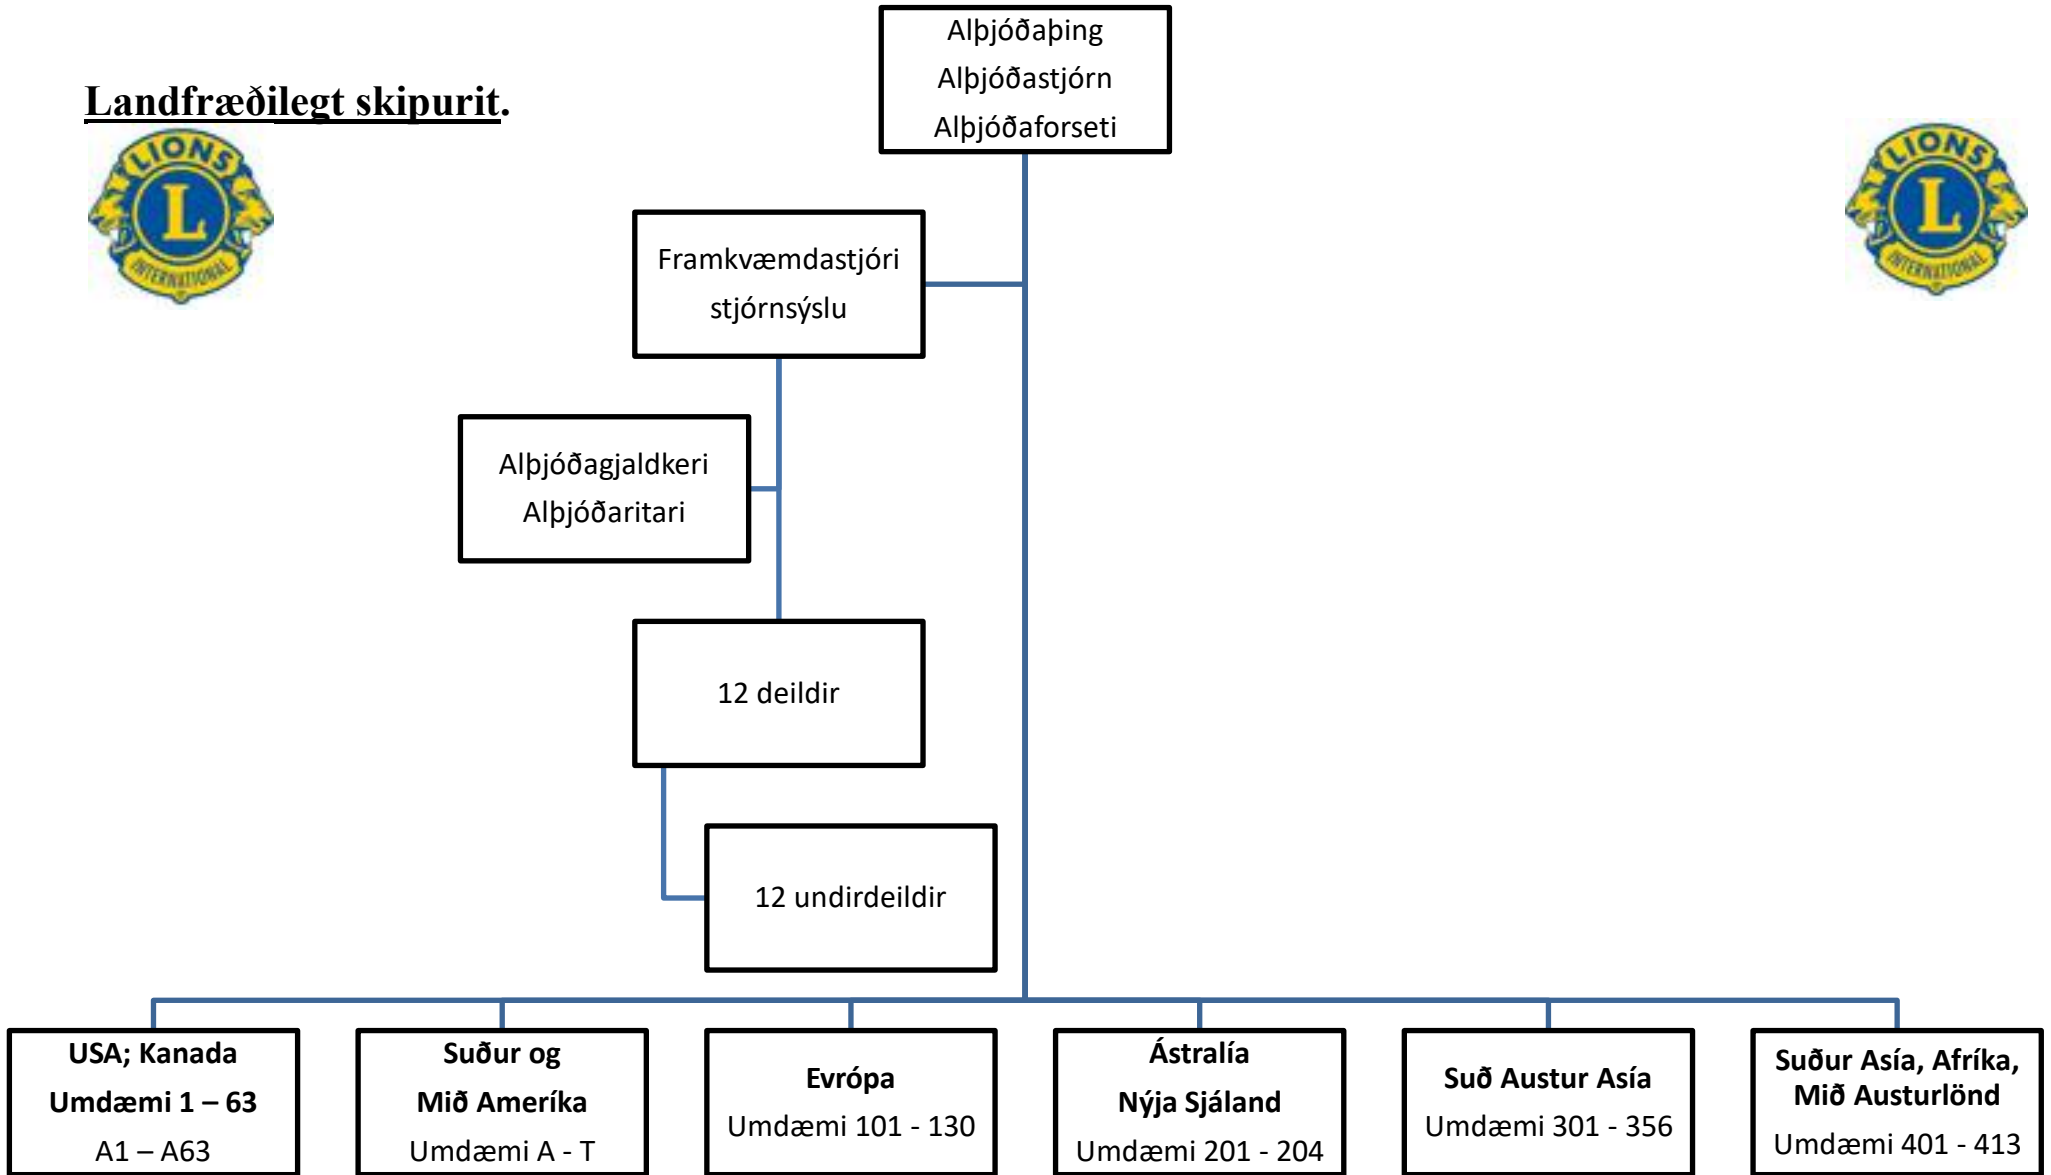 Alþjóðaþing
Alþjóðastjórn
Alþjóðaforseti
Landfræðilegt skipurit.
LIONS
L
INTERNATIONAL
LIONS
L
INTERNATIONAL
Framkvæmdastjóri
stjórnsýslu
Alþjóðagjaldkeri
Alþjóðaritari
12 deildir
12 undirdeildir
USA; Kanada
Umdæmi 1 – 63
A1 – A63
Suður og
Mið Ameríka
Umdæmi A - T
Evrópa
Umdæmi 101 - 130
Ástralía
Nýja Sjáland
Umdæmi 201 - 204
Suð Austur Asía
Umdæmi 301 - 356
Suður Asía, Afríka,
Mið Austurlönd
Umdæmi 401 - 413